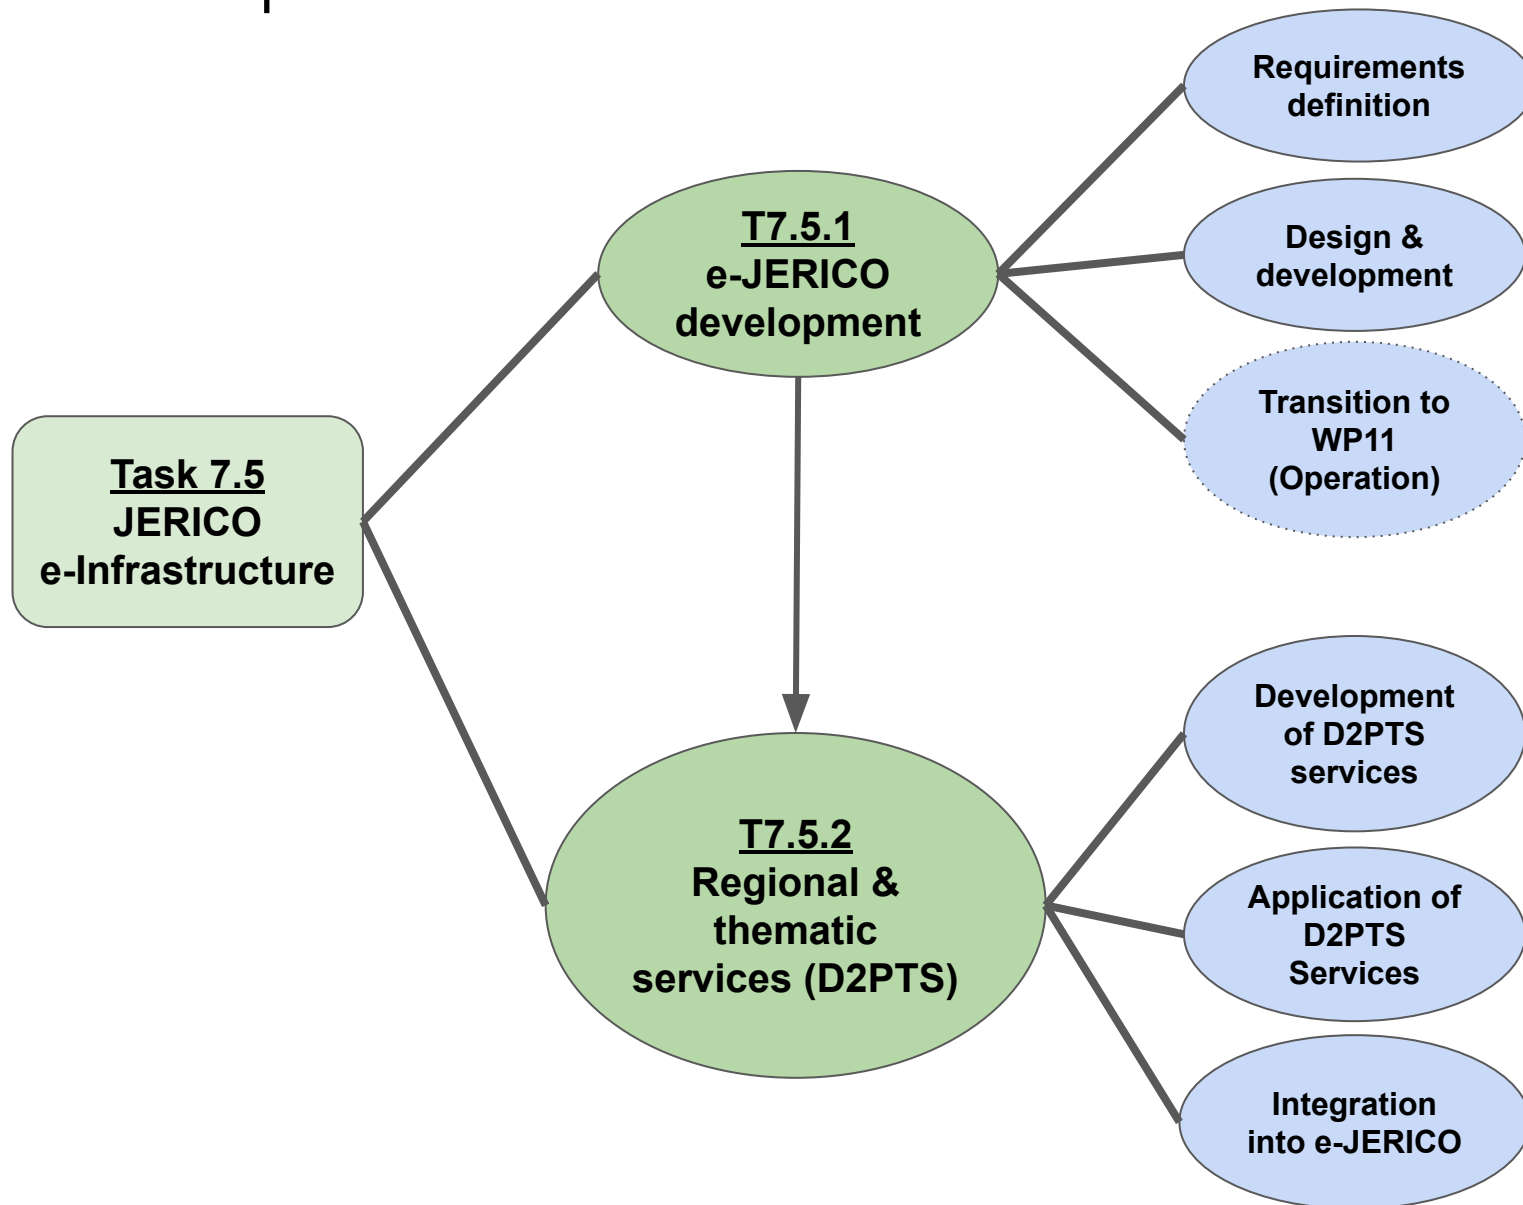 Requirements
definition
T7.5.1
e-JERICO
development
Design &
development
Transition to
WP11
(Operation)
Task 7.5
JERICO
e-Infrastructure
Development
of D2PTS
services
T7.5.2
Regional &
thematic
services (D2PTS)
Application of
D2PTS
Services
Integration
into e-JERICO